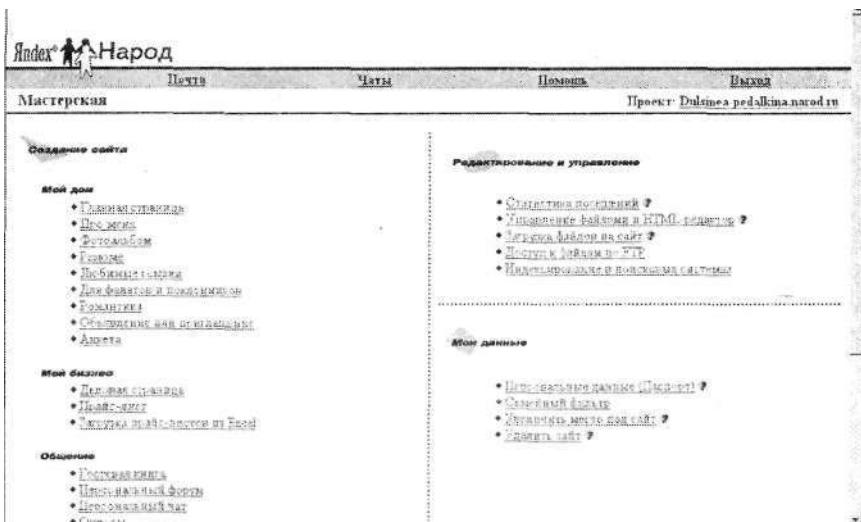 Яndex Народ
Почта Чаты Помощь Выход
Мастерская Проект: Dulsinea-pedalkina.narod.ru
Создание сайта
Мой дом
Главная страница
Про меня
Фотоальбом
Резюме
Любимые ссылки
Для фанатов и поклонников
Романтика
Объявление или приглашение
Анкета
Мой бизнес
Деловая страница
Прайс-лист
Загрузка прайс-листов из Excel
Общение
Гостевая книга
Персональный форум
Персональный чат
Редактирование и управление
Статистика посещений ?
Управление файлами и HTML-редактор ?
Загрузка файлов на сайт ?
Доступ к файлам по FTP
Индексирование и поисковые системы
Мои данные
Персональные данные (Паспорт) ?
Семейный фильтр
Увеличить место под сайт ?
Удалить сайт ?